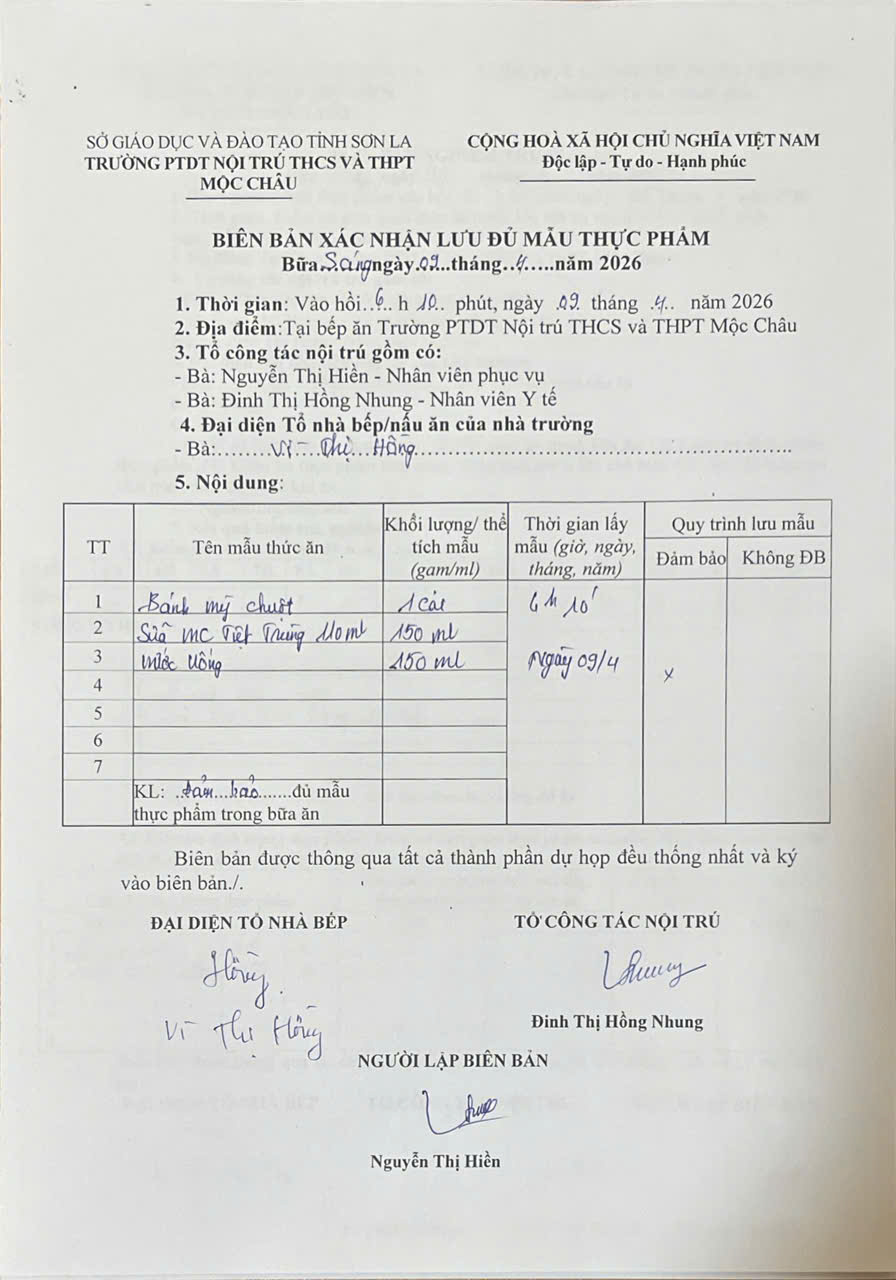 SỞ GIÁO DỤC VÀ ĐÀO TẠO TỈNH SƠN LA
TRƯỜNG PTDT NỘI TRÚ THCS VÀ THPT
MỘC CHÂU
CỘNG HOÀ XÃ HỘI CHỦ NGHĨA VIỆT NAM
Độc lập - Tự do - Hạnh phúc
BIÊN BẢN XÁC NHẬN LƯU ĐỦ MẪU THỰC PHẨM
Bữa Sáng ngày 09 tháng 4 năm 2026
1. Thời gian: Vào hồi 6 h 10 phút, ngày 09 tháng 4 năm 2026
2. Địa điểm:Tại bếp ăn Trường PTDT Nội trú THCS và THPT Mộc Châu
3. Tổ công tác nội trú gồm có:
- Bà: Nguyễn Thị Hiền - Nhân viên phục vụ
- Bà: Đinh Thị Hồng Nhung - Nhân viên Y tế
4. Đại diện Tổ nhà bếp/nấu ăn của nhà trường
- Bà: Vì Thị Hồng
5. Nội dung:
TT
Tên mẫu thức ăn
Khối lượng/ thể
tích mẫu
(gam/ml)
Thời gian lấy
mẫu (giờ, ngày,
tháng, năm)
Quy trình lưu mẫu
Đảm bảo Không ĐB
1 Bánh mỳ chuột 1 cái 6h 10'
2 Sữa MC Tiệt Trùng 110ml 150 ml
3 nước uống 150 ml Ngày 09/4 x
4
5
6
7
KL: đảm bảo đủ mẫu
thực phẩm trong bữa ăn
Biên bản được thông qua tất cả thành phần dự họp đều thống nhất và ký
vào biên bản./.
ĐẠI DIỆN TỔ NHÀ BẾP
TỔ CÔNG TÁC NỘI TRÚ
Hồng
Nhung
Vì Thị Hồng
Đinh Thị Hồng Nhung
NGƯỜI LẬP BIÊN BẢN
Nguyễn Thị Hiền